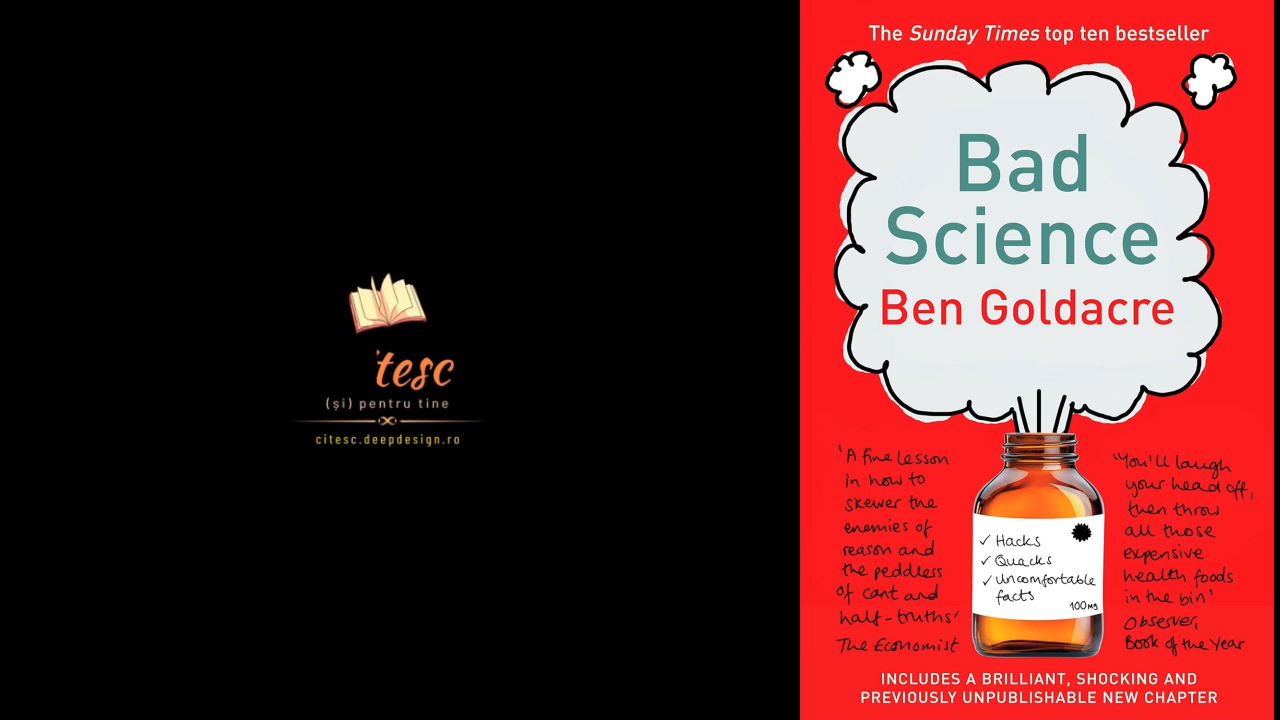 tesc
(și) pentru tine
citesc.deepdesign.ro
The Sunday Times top ten bestseller
Bad
Science
Ben Goldacre
'A fine lesson
in how to
skewer the
enemies of
reason and
the peddlers
of cant and
half-truths'
The Economist
✓ Hacks
✓ Quacks
✓ Uncomfortable
facts
100mg
'You'll laugh
your head off,
then throw
all those
expensive
health foods
in the bin'
Observer,
Book of the Year
INCLUDES A BRILLIANT, SHOCKING AND
PREVIOUSLY UNPUBLISHABLE NEW CHAPTER